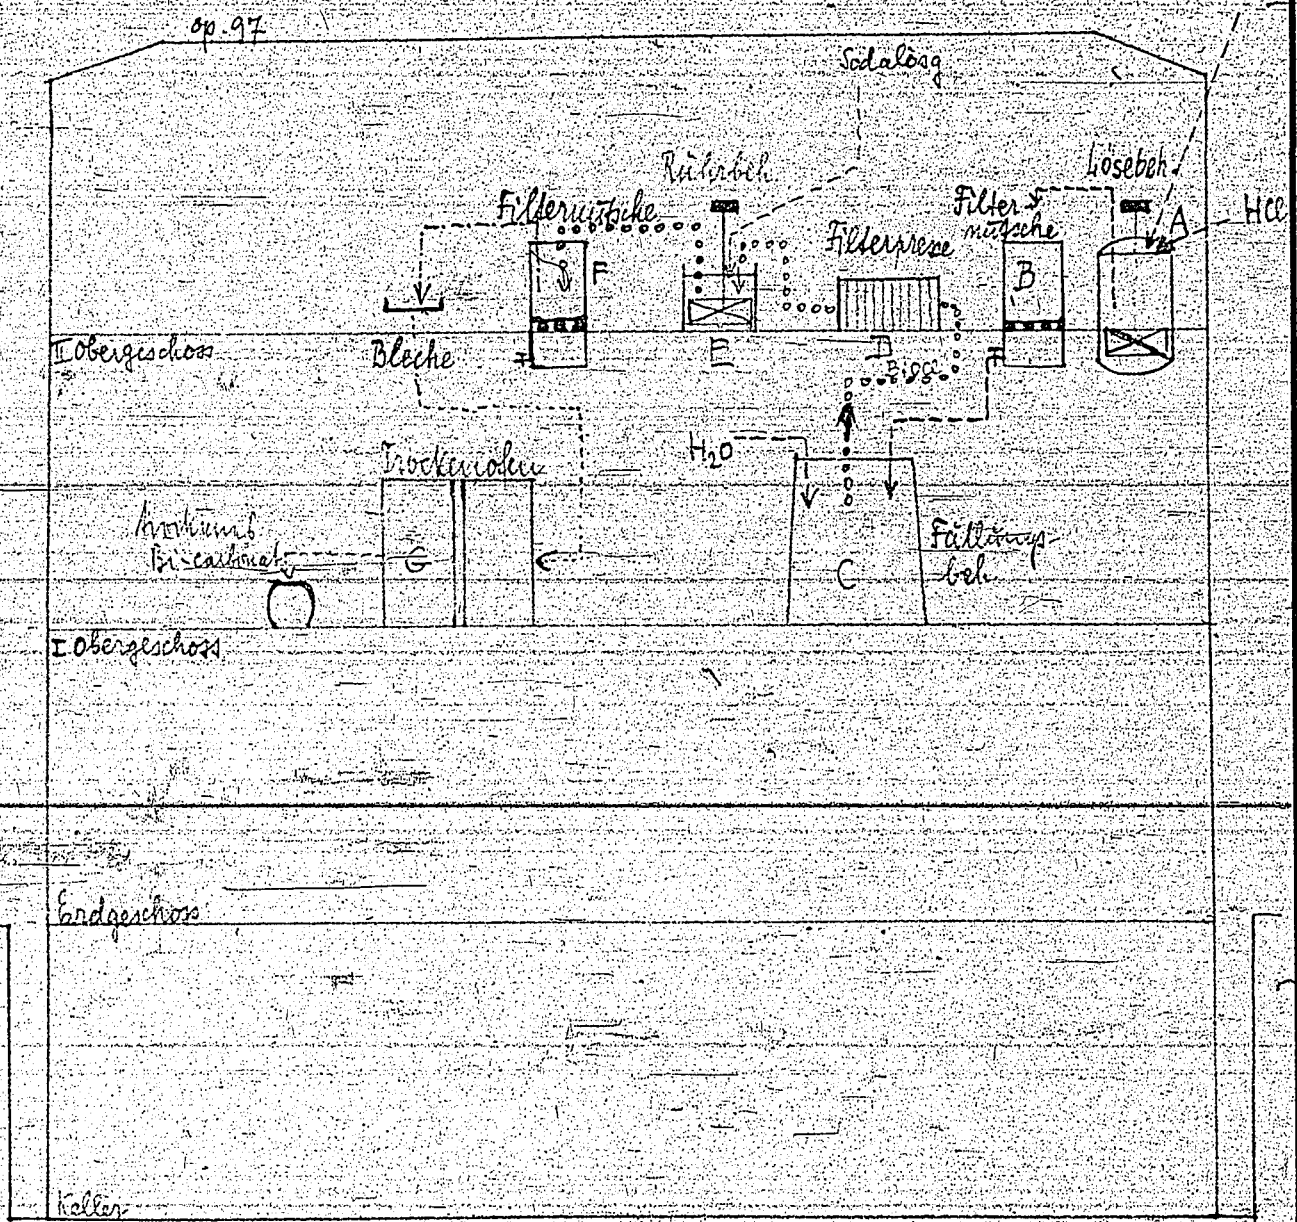 op. 97
Sodalösg
Rührbeh.
Lösebeh.
Filternutsche
Filter
nutsche
HCl
A
Filterpresse
F
B
II Obergeschoss
Bleche
E
D
BiOCl
H₂O
Trockenofen
Bi-carbonat
G
C
Fällungs-
beh.
I Obergeschoss
Erdgeschoss
Keller